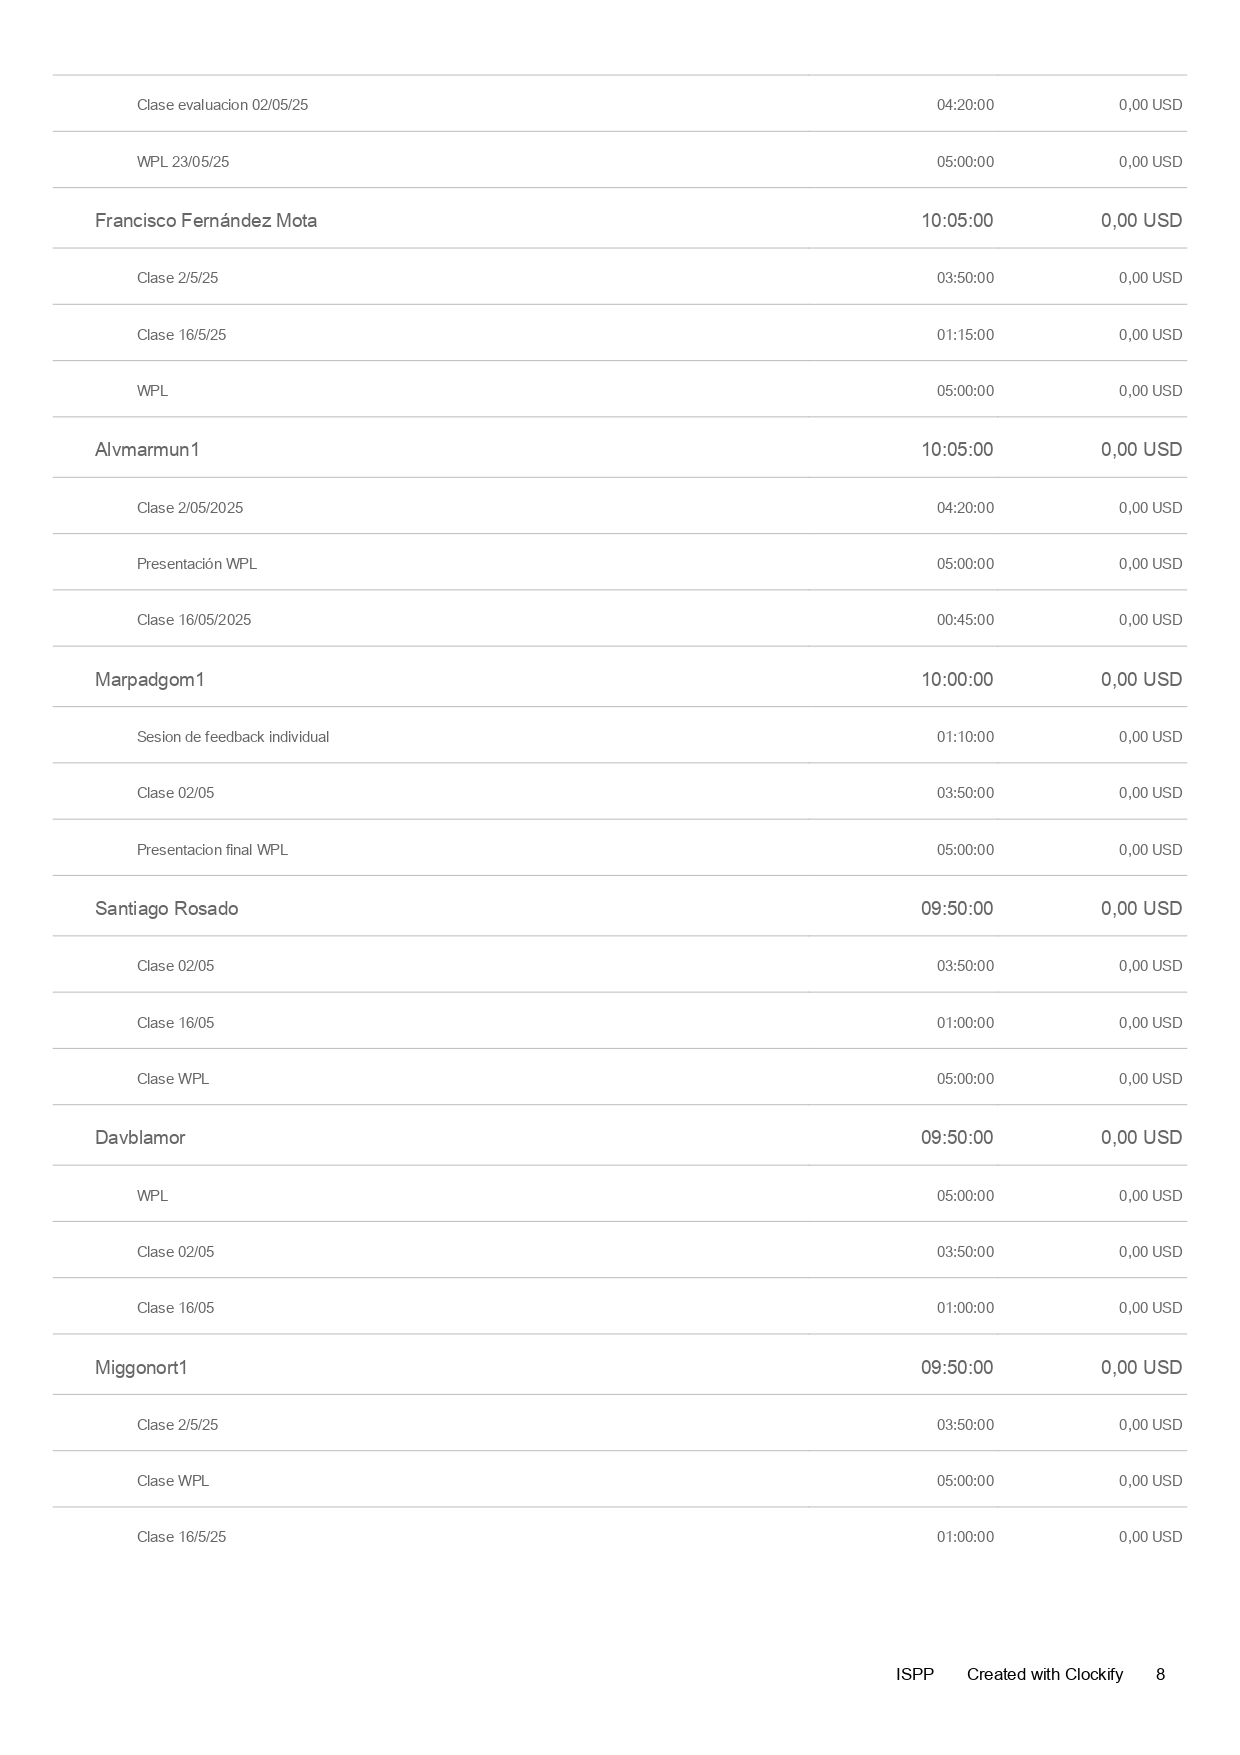 Clase evaluacion 02/05/25 04:20:00 0,00 USD
WPL 23/05/25 05:00:00 0,00 USD
Francisco Fernández Mota 10:05:00 0,00 USD
Clase 2/5/25 03:50:00 0,00 USD
Clase 16/5/25 01:15:00 0,00 USD
WPL 05:00:00 0,00 USD
Alvmarmun1 10:05:00 0,00 USD
Clase 2/05/2025 04:20:00 0,00 USD
Presentación WPL 05:00:00 0,00 USD
Clase 16/05/2025 00:45:00 0,00 USD
Marpadgom1 10:00:00 0,00 USD
Sesion de feedback individual 01:10:00 0,00 USD
Clase 02/05 03:50:00 0,00 USD
Presentacion final WPL 05:00:00 0,00 USD
Santiago Rosado 09:50:00 0,00 USD
Clase 02/05 03:50:00 0,00 USD
Clase 16/05 01:00:00 0,00 USD
Clase WPL 05:00:00 0,00 USD
Davblamor 09:50:00 0,00 USD
WPL 05:00:00 0,00 USD
Clase 02/05 03:50:00 0,00 USD
Clase 16/05 01:00:00 0,00 USD
Miggonort1 09:50:00 0,00 USD
Clase 2/5/25 03:50:00 0,00 USD
Clase WPL 05:00:00 0,00 USD
Clase 16/5/25 01:00:00 0,00 USD
ISPP Created with Clockify 8